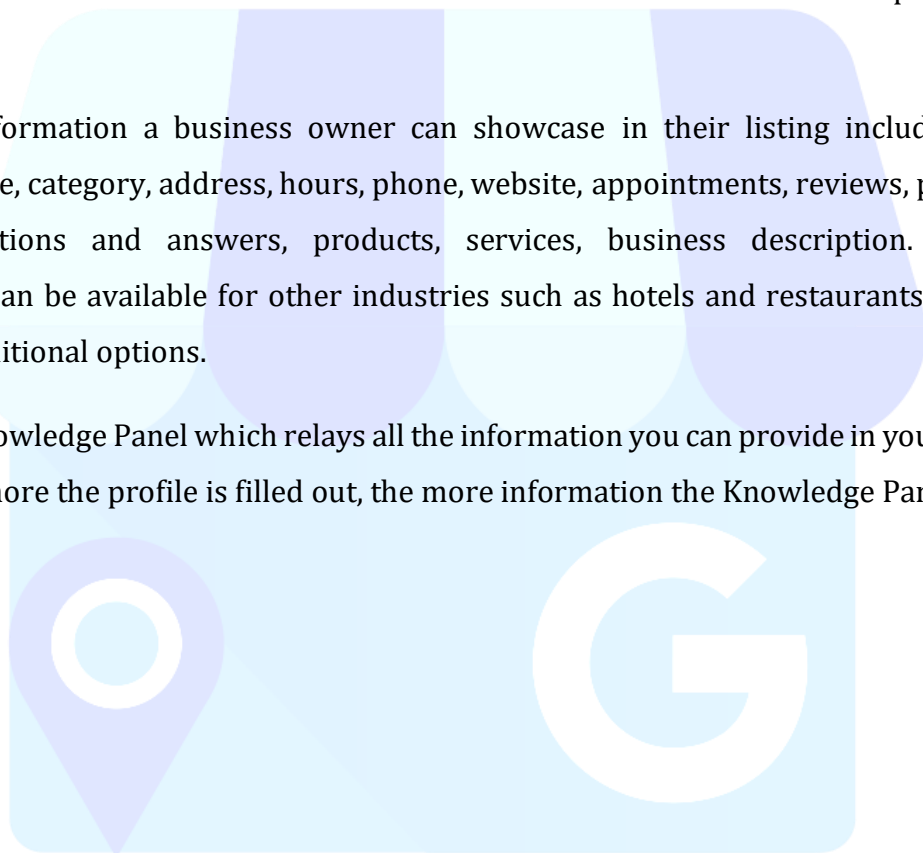 formation a business owner can showcase in their listing includ
e, category, address, hours, phone, website, appointments, reviews, p
tions and answers, products, services, business description.
an be available for other industries such as hotels and restaurants
itional options.
owledge Panel which relays all the information you can provide in you
ore the profile is filled out, the more information the Knowledge Pan
G